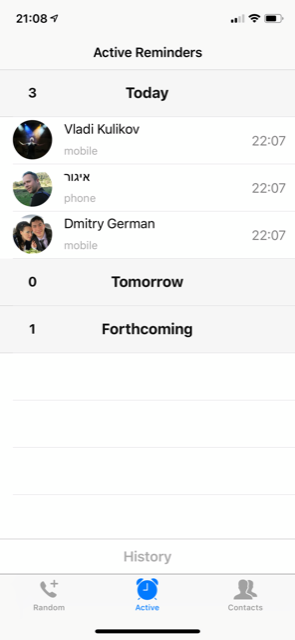 21:08
Active Reminders
3 Today
Vladi Kulikov
mobile
22:07
איגור
phone
22:07
Dmitry German
mobile
22:07
0 Tomorrow
1 Forthcoming
History
Random Active Contacts